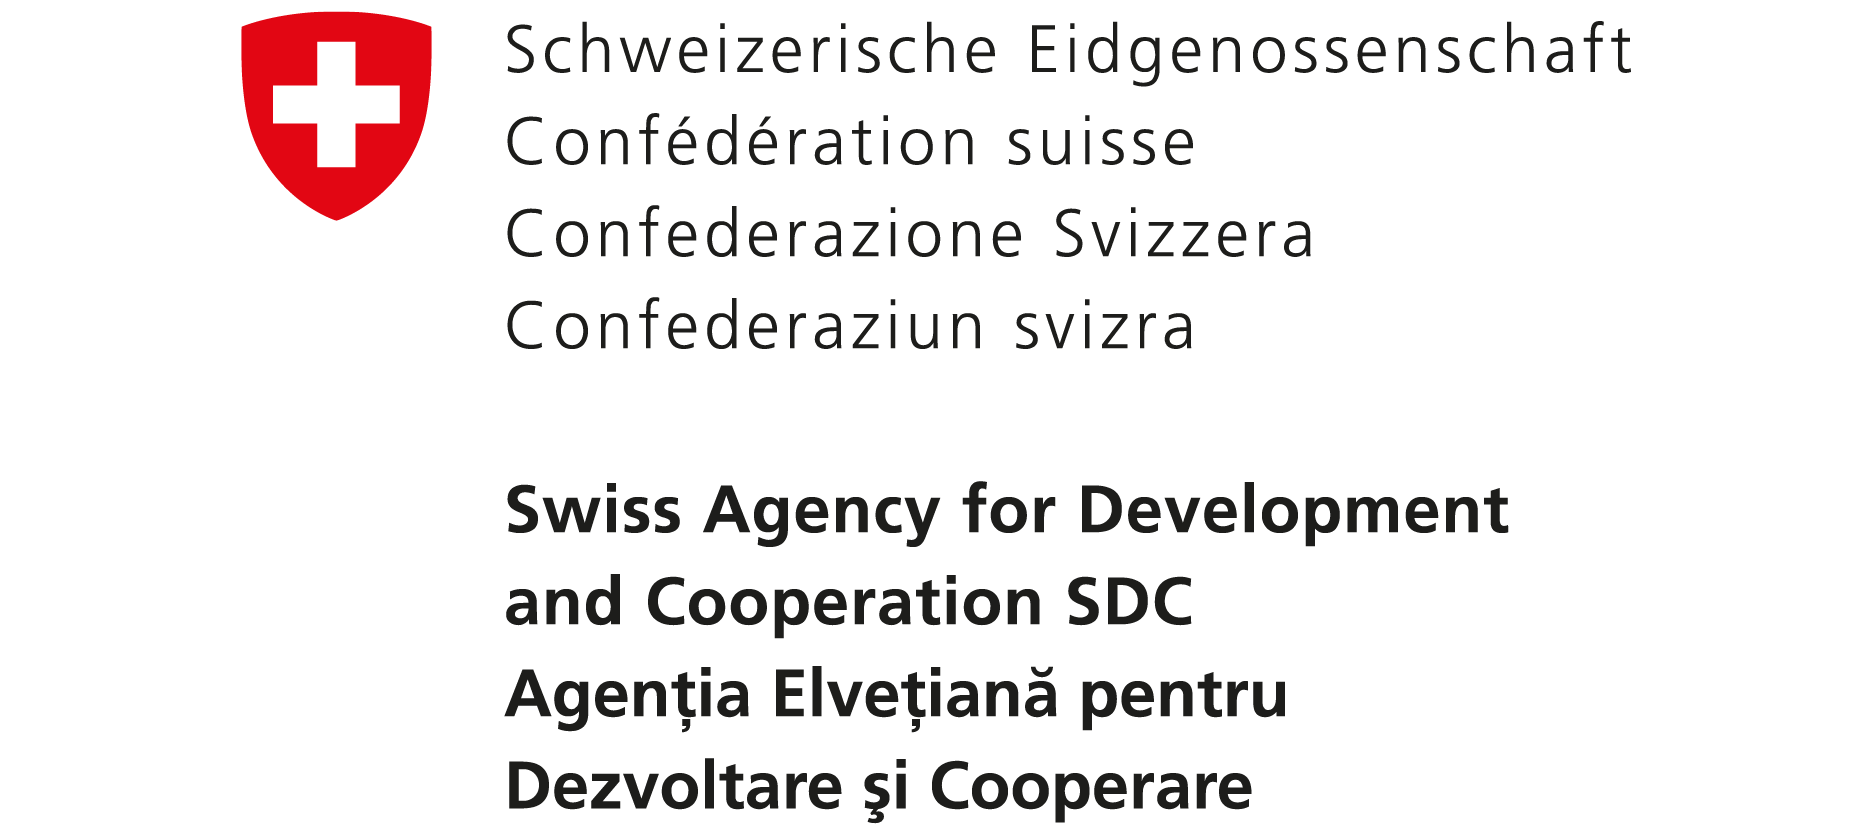 Schweizerische Eidgenossenschaft
Confédération suisse
Confederazione Svizzera
Confederaziun svizra
Swiss Agency for Development
and Cooperation SDC
Agenția Elvețiană pentru
Dezvoltare şi Cooperare